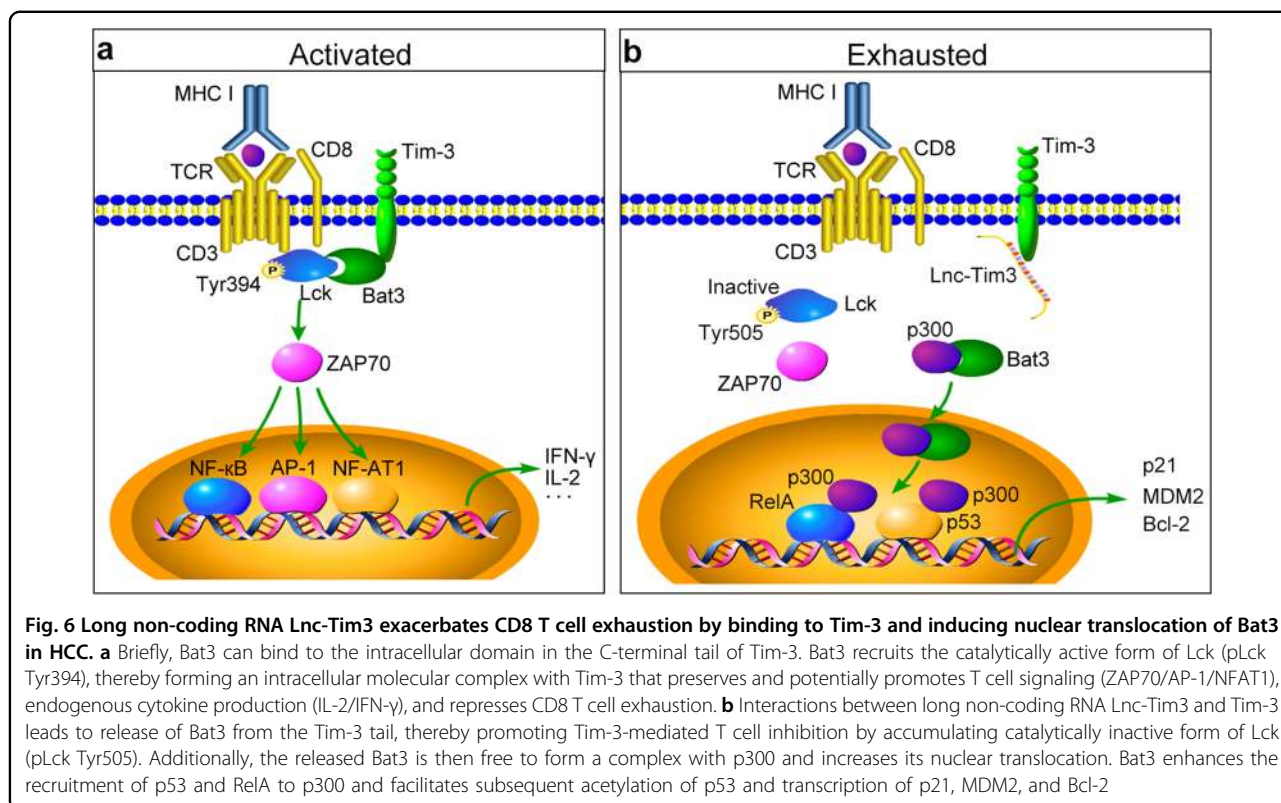 a Activated
MHC I
TCR
CD8
Tim-3
CD3
Tyr394
P
Lck
Bat3
ZAP70
NF-κB AP-1 NF-AT1
IFN-γ
IL-2
...
b Exhausted
MHC I
TCR
CD8
Tim-3
CD3
Lnc-Tim3
Inactive
Lck
P
Tyr505
p300
Bat3
ZAP70
p300
RelA
p300
p53
p21
MDM2
Bcl-2
Fig. 6 Long non-coding RNA Lnc-Tim3 exacerbates CD8 T cell exhaustion by binding to Tim-3 and inducing nuclear translocation of Bat3
in HCC. a Briefly, Bat3 can bind to the intracellular domain in the C-terminal tail of Tim-3. Bat3 recruits the catalytically active form of Lck (pLck
Tyr394), thereby forming an intracellular molecular complex with Tim-3 that preserves and potentially promotes T cell signaling (ZAP70/AP-1/NFAT1),
endogenous cytokine production (IL-2/IFN-γ), and represses CD8 T cell exhaustion. b Interactions between long non-coding RNA Lnc-Tim3 and Tim-3
leads to release of Bat3 from the Tim-3 tail, thereby promoting Tim-3-mediated T cell inhibition by accumulating catalytically inactive form of Lck
(pLck Tyr505). Additionally, the released Bat3 is then free to form a complex with p300 and increases its nuclear translocation. Bat3 enhances the
recruitment of p53 and RelA to p300 and facilitates subsequent acetylation of p53 and transcription of p21, MDM2, and Bcl-2